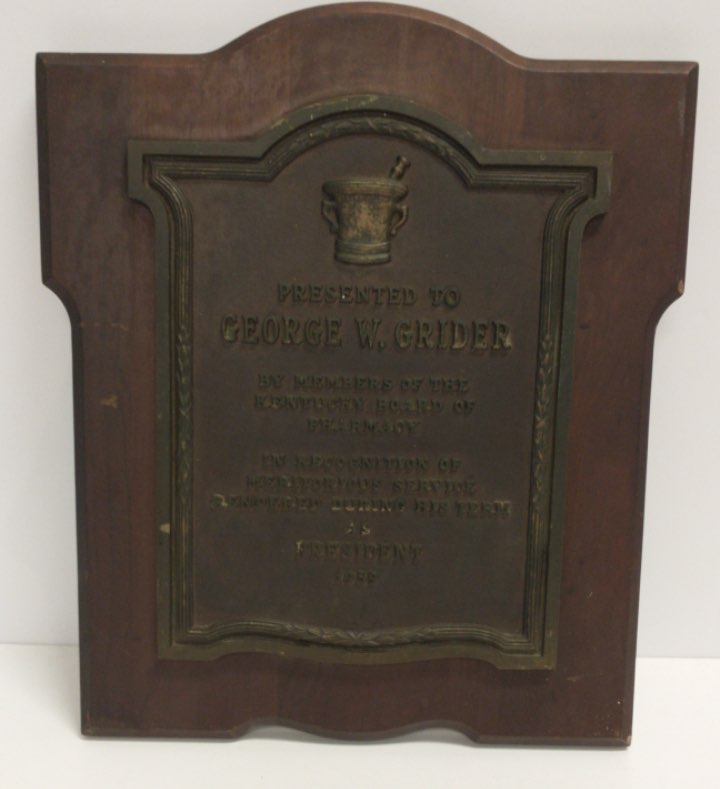 PRESENTED TO
GEORGE W. GRIDER
BY MEMBERS OF THE
KENTUCKY BOARD OF
PHARMACY
IN RECOGNITION OF
MERITORIOUS SERVICE
RENDERED DURING HIS TERM
AS
PRESIDENT